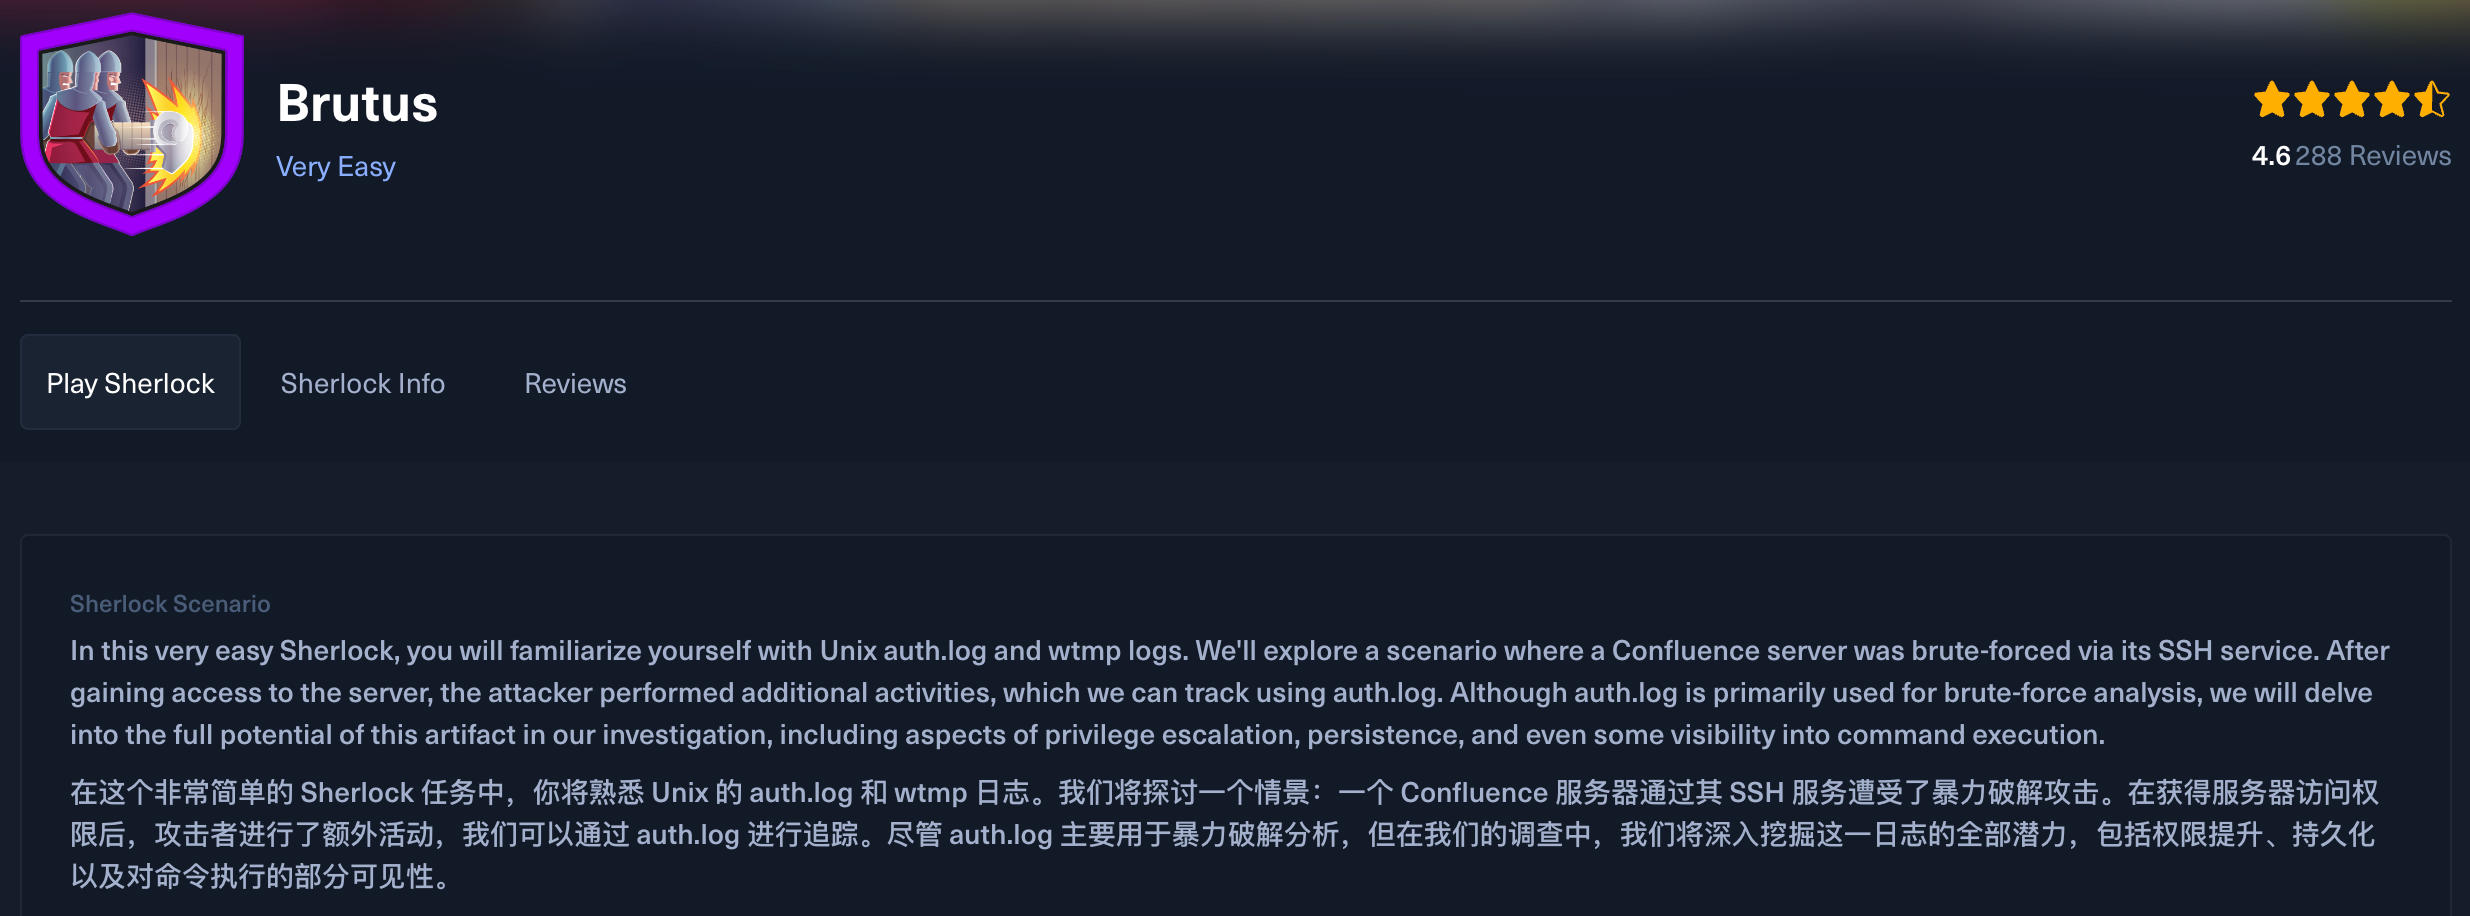 Brutus
Very Easy
4.6 288 Reviews
Play Sherlock
Sherlock Info
Reviews
Sherlock Scenario
In this very easy Sherlock, you will familiarize yourself with Unix auth.log and wtmp logs. We'll explore a scenario where a Confluence server was brute-forced via its SSH service. After
gaining access to the server, the attacker performed additional activities, which we can track using auth.log. Although auth.log is primarily used for brute-force analysis, we will delve
into the full potential of this artifact in our investigation, including aspects of privilege escalation, persistence, and even some visibility into command execution.
在这个非常简单的 Sherlock 任务中，你将熟悉 Unix 的 auth.log 和 wtmp 日志。我们将探讨一个情景：一个 Confluence 服务器通过其 SSH 服务遭受了暴力破解攻击。在获得服务器访问权
限后，攻击者进行了额外活动，我们可以通过 auth.log 进行追踪。尽管 auth.log 主要用于暴力破解分析，但在我们的调查中，我们将深入挖掘这一日志的全部潜力，包括权限提升、持久化
以及对命令执行的部分可见性。